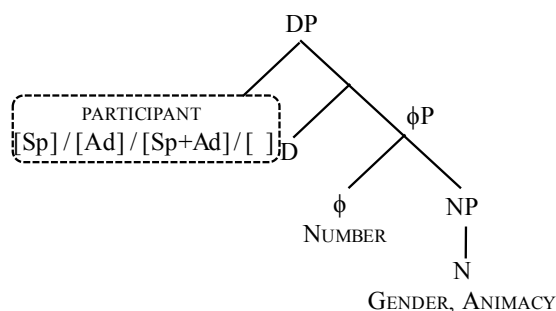 DP
PARTICIPANT
[Sp] / [Ad] / [Sp+Ad] / [ ]
D
ϕP
ϕ
NUMBER
NP
N
GENDER, ANIMACY